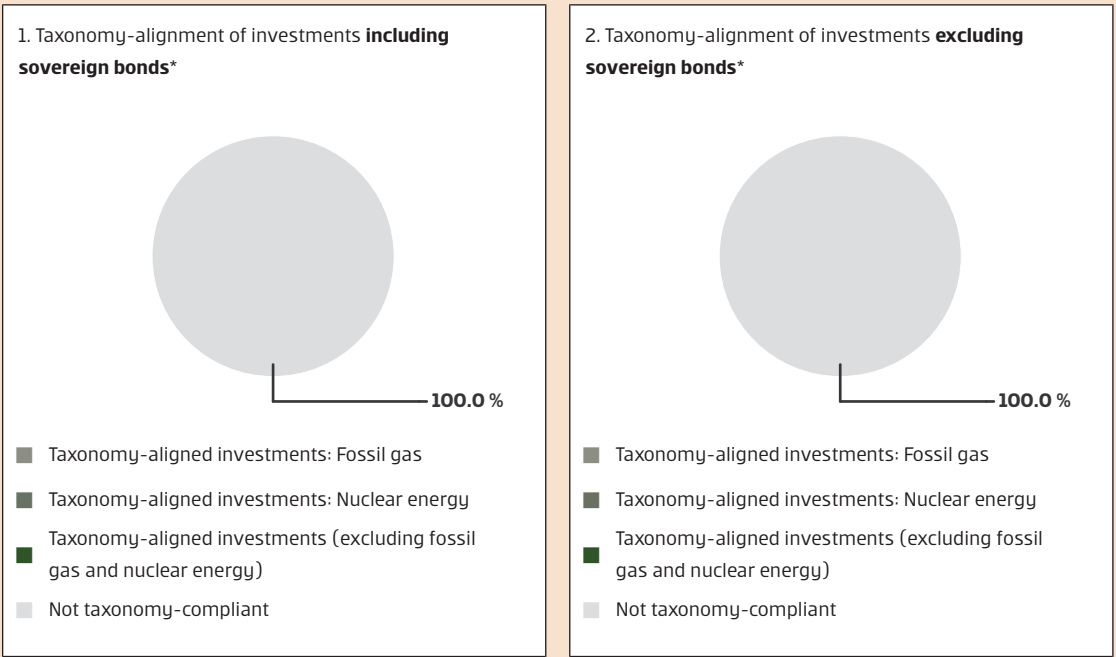 1. Taxonomy-alignment of investments including
sovereign bonds*
100.0 %
Taxonomy-aligned investments: Fossil gas
Taxonomy-aligned investments: Nuclear energy
Taxonomy-aligned investments (excluding fossil
gas and nuclear energy)
Not taxonomy-compliant
2. Taxonomy-alignment of investments excluding
sovereign bonds*
100.0 %
Taxonomy-aligned investments: Fossil gas
Taxonomy-aligned investments: Nuclear energy
Taxonomy-aligned investments (excluding fossil
gas and nuclear energy)
Not taxonomy-compliant